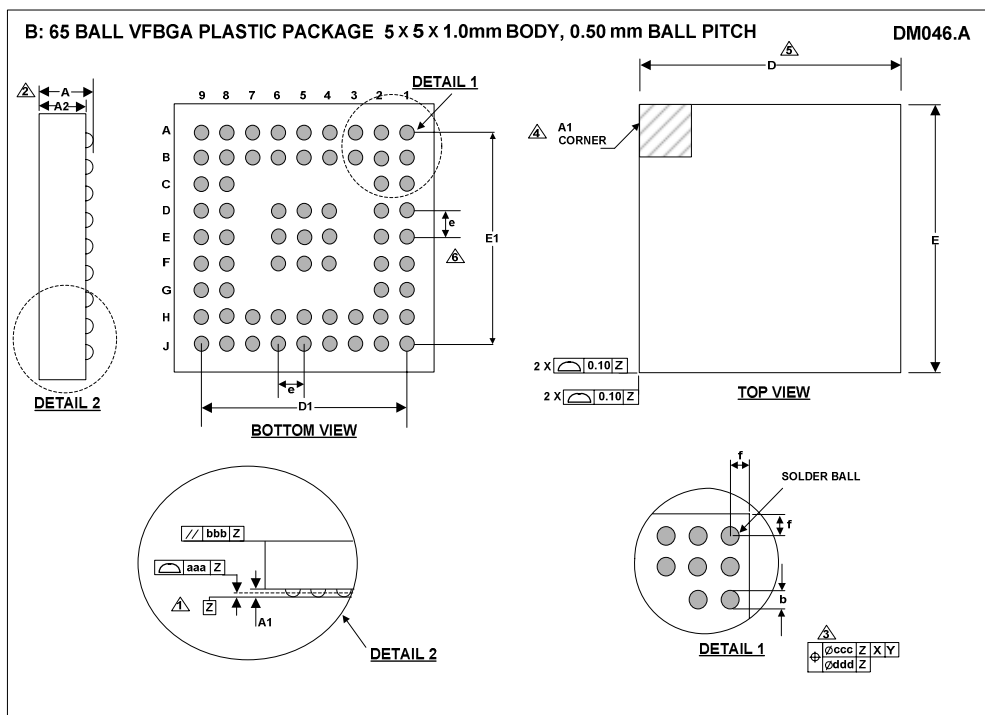 B: 65 BALL VFBGA PLASTIC PACKAGE 5 x 5 x 1.0mm BODY, 0.50 mm BALL PITCH
DM046.A
2
A
A2
DETAIL 2
DETAIL 1
9 8 7 6 5 4 3 2 1
A
B
C
D
E
F
G
H
J
e
E1
6
e
D1
BOTTOM VIEW
5
D
4 A1
CORNER
E
2 X 0.10 Z
2 X 0.10 Z
TOP VIEW
// bbb Z
aaa Z
1
Z
A1
DETAIL 2
f
SOLDER BALL
f
b
DETAIL 1
3
⌖ Øccc Z X Y
Øddd Z